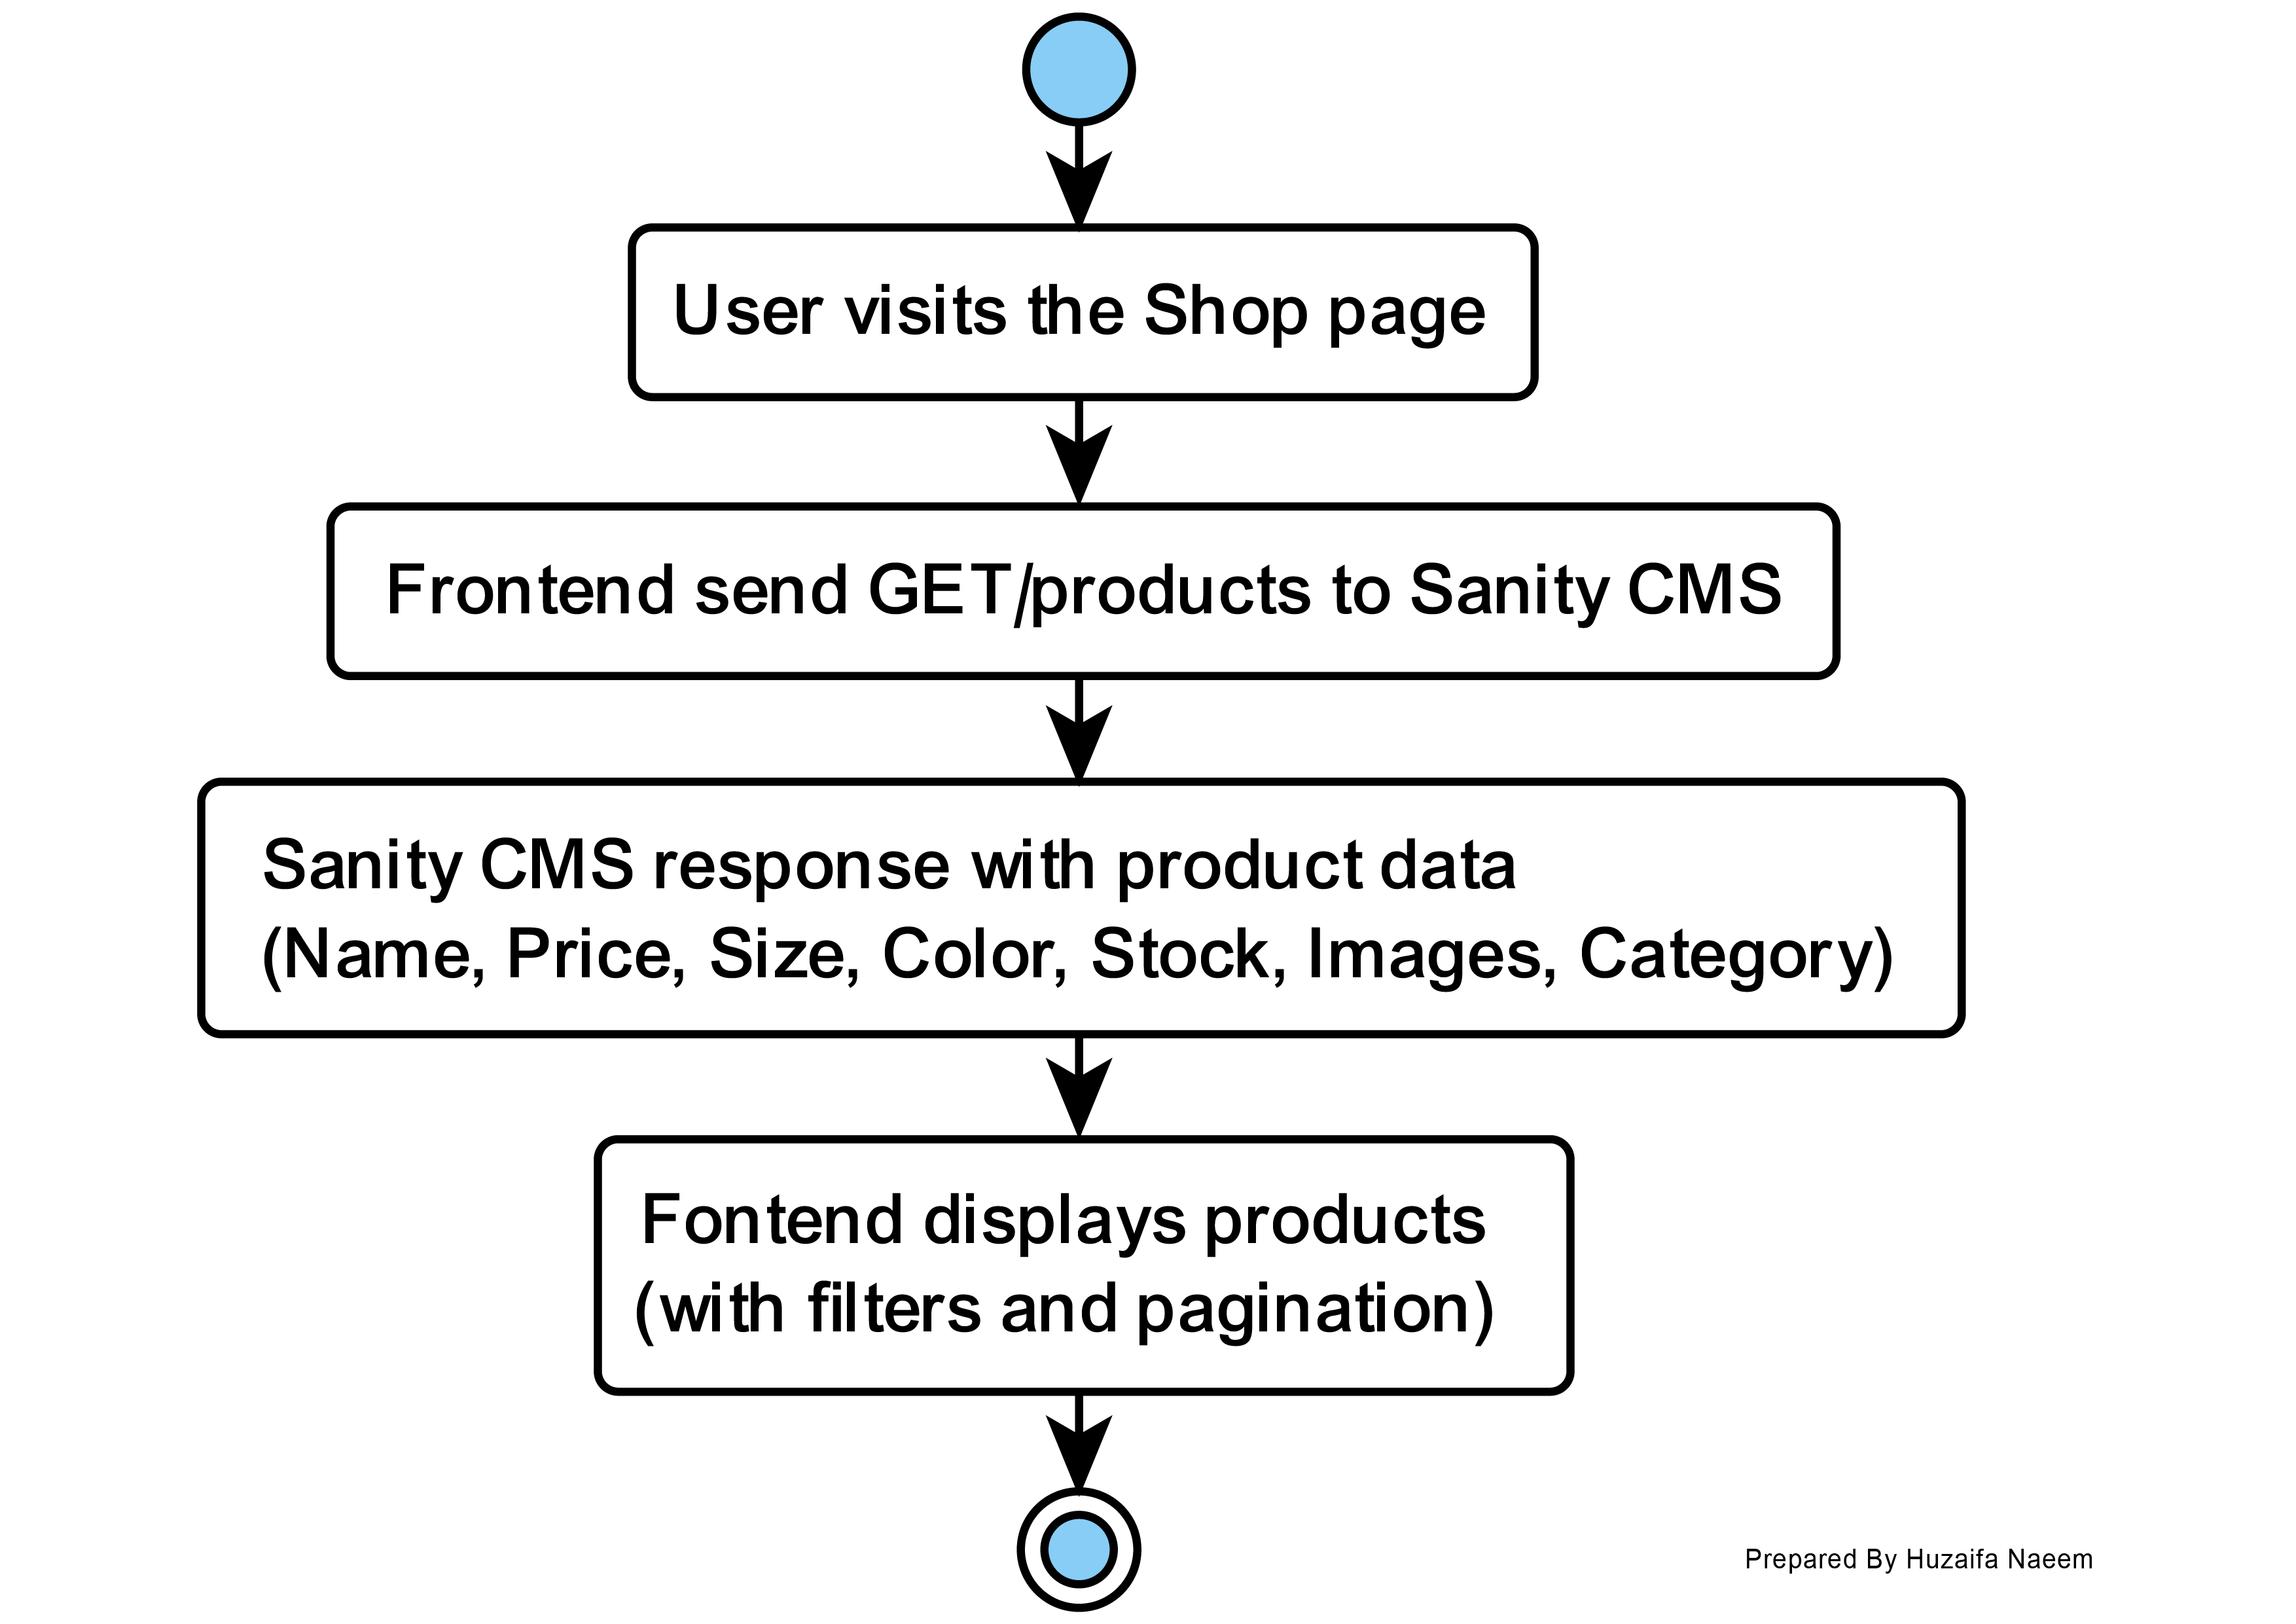 User visits the Shop page
Frontend send GET/products to Sanity CMS
Sanity CMS response with product data
(Name, Price, Size, Color, Stock, Images, Category)
Fontend displays products
(with filters and pagination)
Prepared By Huzaifa Naeem